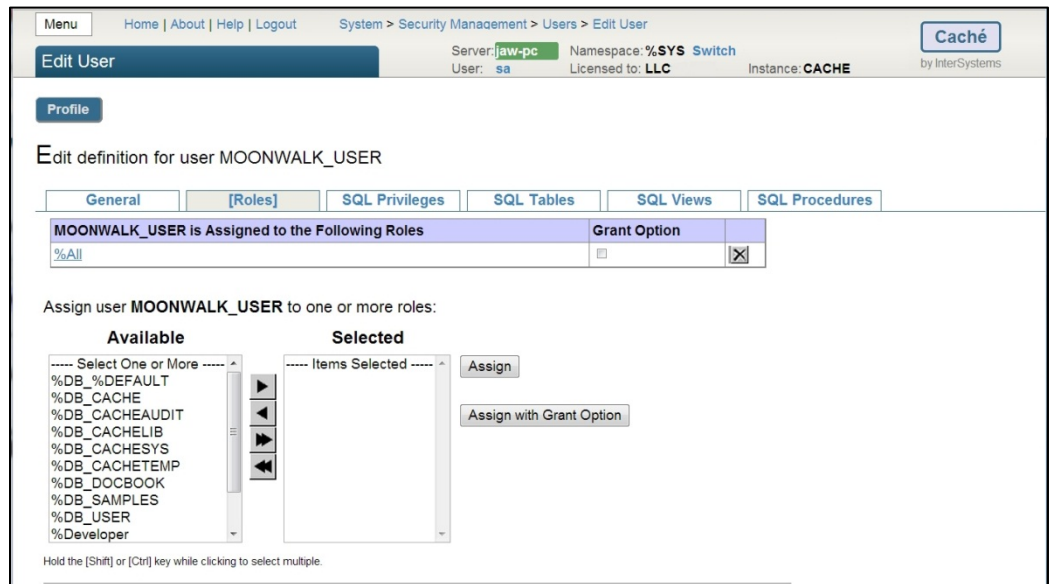 Menu Home | About | Help | Logout System > Security Management > Users > Edit User
Caché
by InterSystems
Edit User
Server: jaw-pc Namespace: %SYS Switch
User: sa Licensed to: LLC Instance: CACHE
Profile
Edit definition for user MOONWALK_USER
General [Roles] SQL Privileges SQL Tables SQL Views SQL Procedures
MOONWALK_USER is Assigned to the Following Roles Grant Option
%All
Assign user MOONWALK_USER to one or more roles:
Available Selected
----- Select One or More ----- ----- Items Selected ----- Assign
%DB_%DEFAULT
%DB_CACHE
%DB_CACHEAUDIT Assign with Grant Option
%DB_CACHELIB
%DB_CACHESYS
%DB_CACHETEMP
%DB_DOCBOOK
%DB_SAMPLES
%DB_USER
%Developer
Hold the [Shift] or [Ctrl] key while clicking to select multiple.